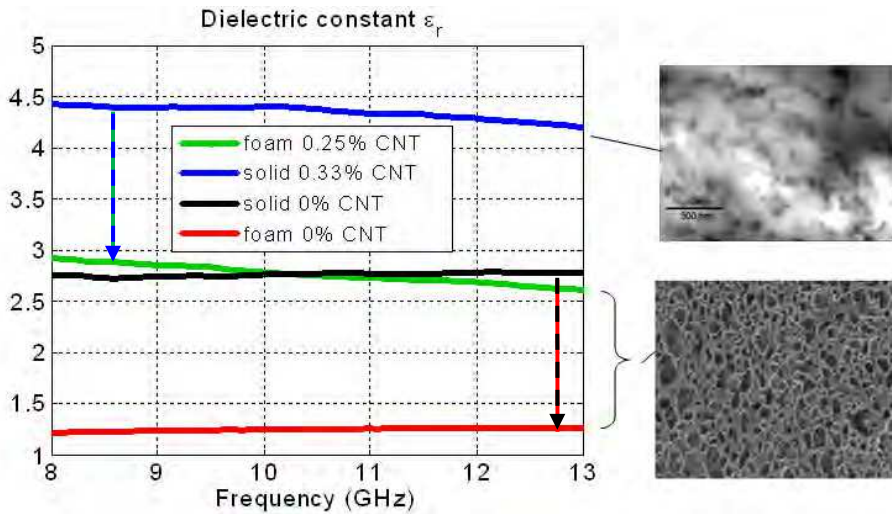 Dielectric constant εr
5
4.5
4
3.5
3
2.5
2
1.5
1
foam 0.25% CNT
solid 0.33% CNT
solid 0% CNT
foam 0% CNT
8 9 10 11 12 13
Frequency (GHz)
500 nm